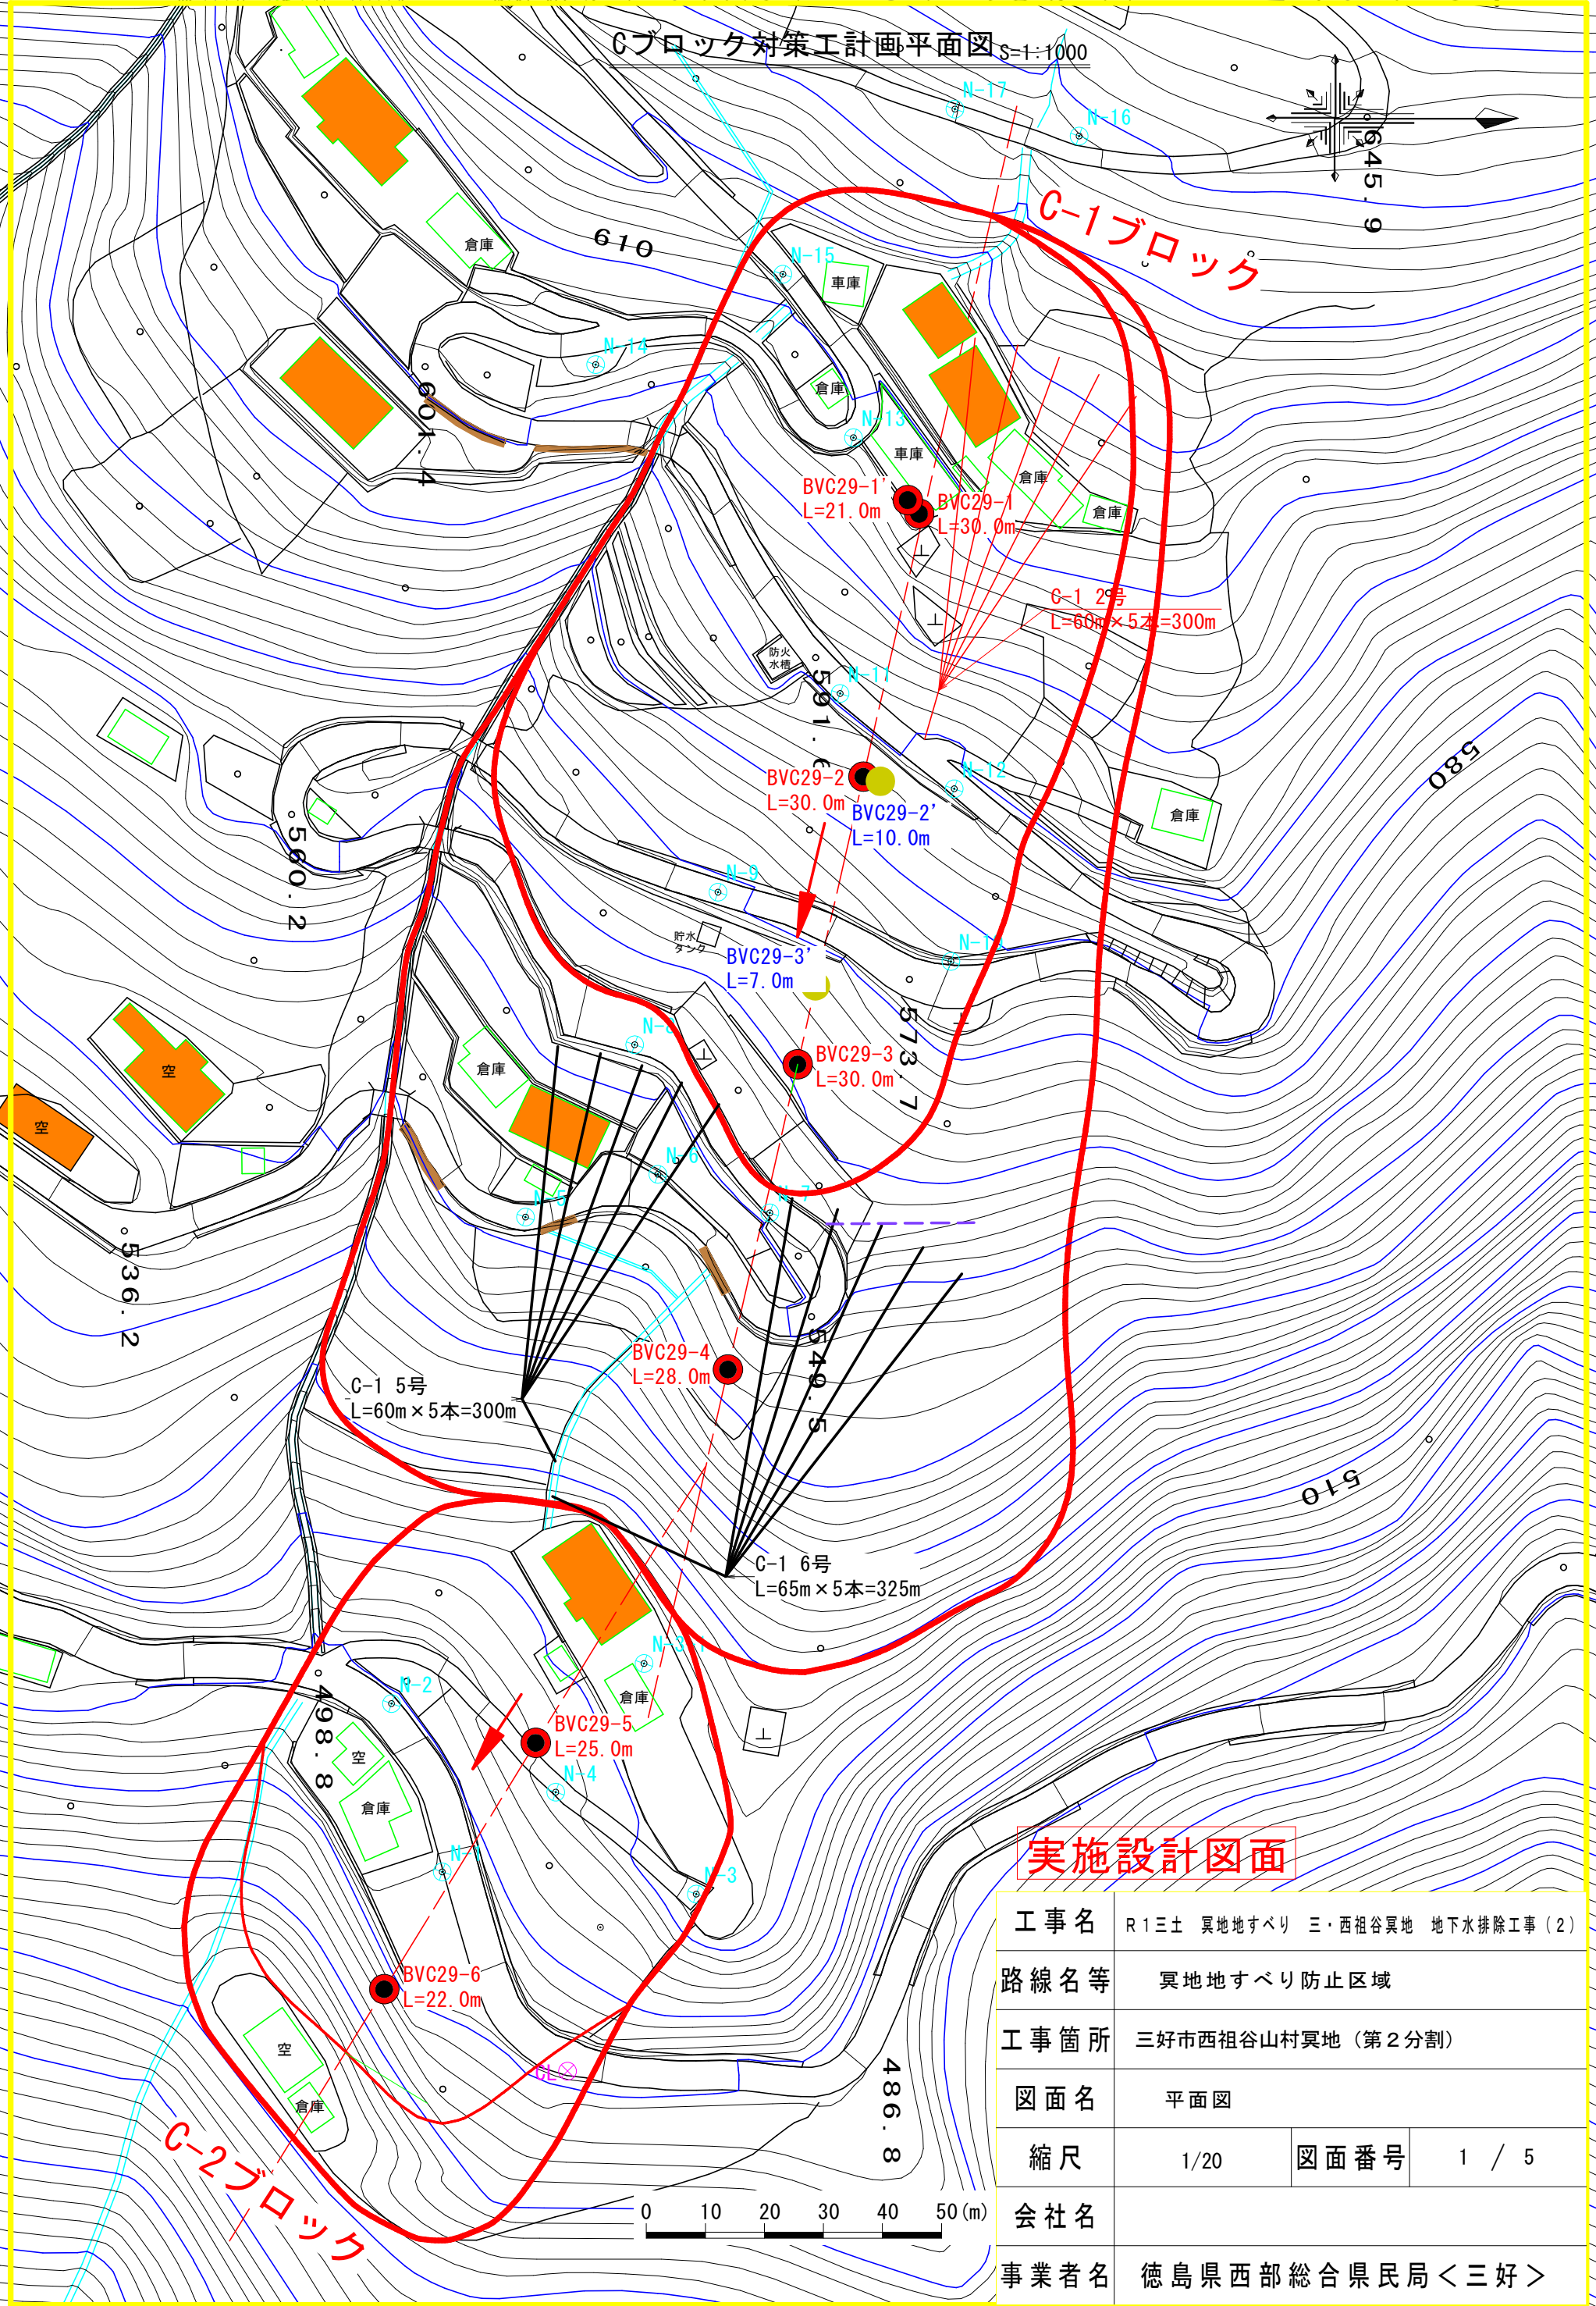 Cブロック対策工計画平面図 S=1:1000
N-17
N-16
645.9
C-1ブロック
610
倉庫
N-15
車庫
N-14
601.4
倉庫
N-13
車庫
倉庫
倉庫
BVC29-1'
L=21.0m
BVC29-1
L=30.0m
C-1 2号
L=60m×5本=300m
防火
水槽
N-11
591.6
BVC29-2
L=30.0m
N-12
BVC29-2'
L=10.0m
倉庫
580
560.2
N-9
貯水
タンク
BVC29-3'
L=7.0m
573.7
N-8
BVC29-3
L=30.0m
倉庫
空
空
N-6
N-5
N-7
536.2
549.5
BVC29-4
L=28.0m
C-1 5号
L=60m×5本=300m
510
C-1 6号
L=65m×5本=325m
N-2
倉庫
498.8
BVC29-5
L=25.0m
空
N-4
倉庫
N-3
BVC29-6
L=22.0m
空
倉庫
CL
486.8
C-2ブロック
0 10 20 30 40 50(m)
実施設計図面
工事名 R1三土 冥地地すべり 三・西祖谷冥地 地下水排除工事(2)
路線名等 冥地地すべり防止区域
工事箇所 三好市西祖谷山村冥地(第2分割)
図面名 平面図
縮尺 1/20 図面番号 1 / 5
会社名
事業者名 徳島県西部総合県民局<三好>